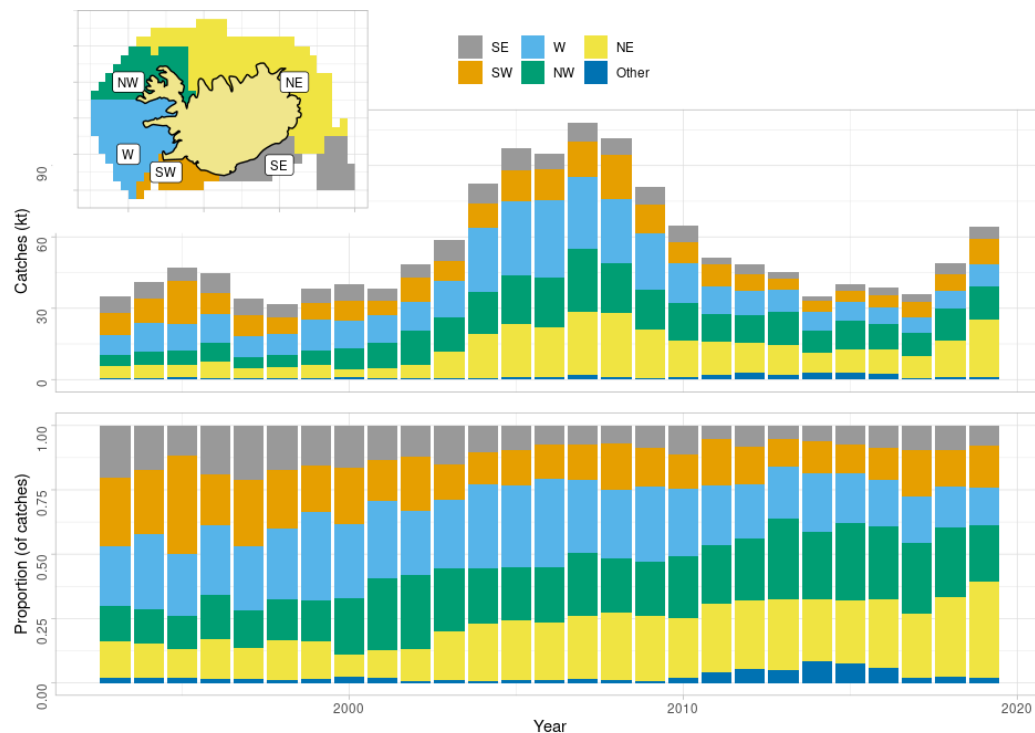 SE W NE
SW NW Other
NW
NE
W
SW
SE
Catches (kt)
90
60
30
0
Proportion (of catches)
1.00
0.75
0.50
0.25
0.00
2000 2010 2020
Year